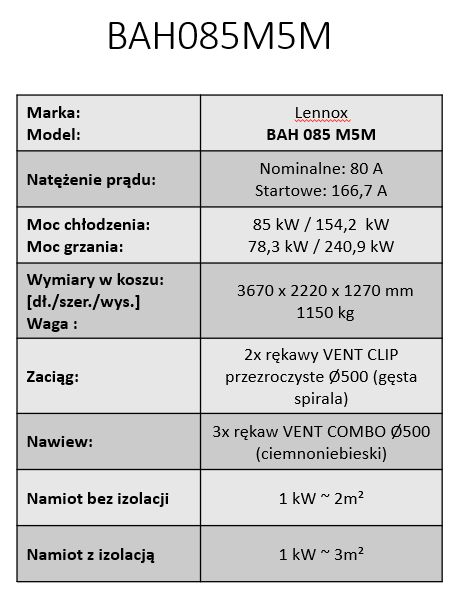 BAH085M5M
Marka:
Model:
Lennox
BAH 085 M5M
Natężenie prądu:
Nominalne: 80 A
Startowe: 166,7 A
Moc chłodzenia:
Moc grzania:
85 kW / 154,2  kW
78,3 kW / 240,9 kW
Wymiary w koszu:
[dł./szer./wys.]
Waga :
3670 x 2220 x 1270 mm
1150 kg
Zaciąg:
2x rękawy VENT CLIP
przezroczyste Ø500 (gęsta
spirala)
Nawiew:
3x rękaw VENT COMBO Ø500
(ciemnoniebieski)
Namiot bez izolacji
1 kW ~ 2m²
Namiot z izolacją
1 kW ~ 3m²